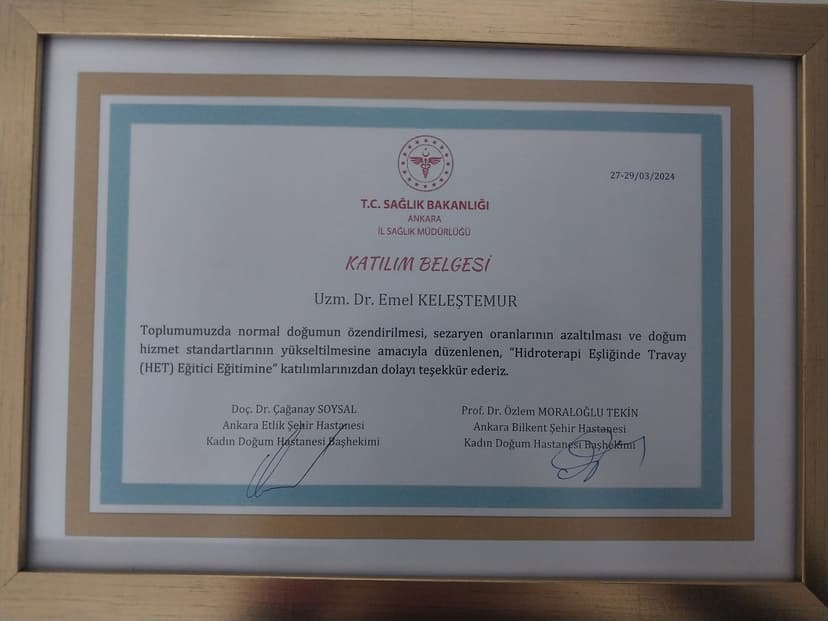 27-29/03/2024
T.C. SAĞLIK BAKANLIĞI
ANKARA
İL SAĞLIK MÜDÜRLÜĞÜ
KATILIM BELGESİ
Uzm. Dr. Emel KELEŞTEMUR
Toplumumuzda normal doğumun özendirilmesi, sezaryen oranlarının azaltılması ve doğum
hizmet standartlarının yükseltilmesine amacıyla düzenlenen, “Hidroterapi Eşliğinde Travay
(HET) Eğitici Eğitimine” katılımlarınızdan dolayı teşekkür ederiz.
Doç. Dr. Çağanay SOYSAL
Ankara Etlik Şehir Hastanesi
Kadın Doğum Hastanesi Başhekimi
Prof. Dr. Özlem MORALOĞLU TEKİN
Ankara Bilkent Şehir Hastanesi
Kadın Doğum Hastanesi Başhekimi